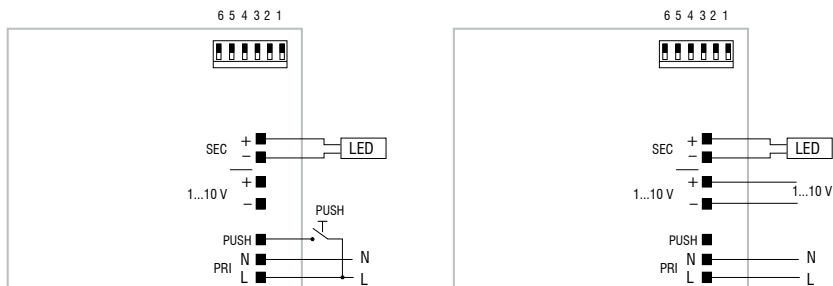 6 5 4 3 2 1
SEC + −
LED
+
1...10 V
−
PUSH
PUSH
N N
PRI
L L
6 5 4 3 2 1
SEC + −
LED
+
1...10 V 1...10 V
−
PUSH
N N
PRI
L L